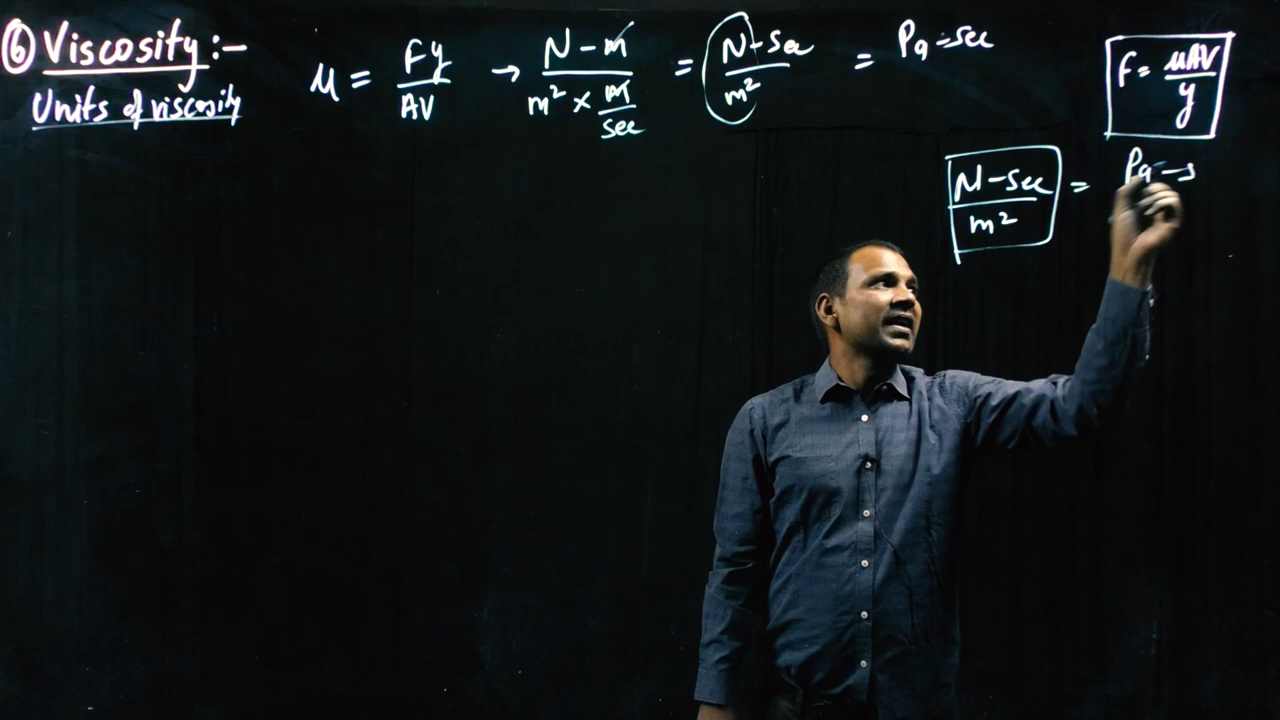 ⑥ Viscosity :-
Units of viscosity
μ = Fy/AV → N-m/(m² × m/sec) = N-sec/m² = Pa-sec
F = μAV/y
N-sec/m² = Pa-s